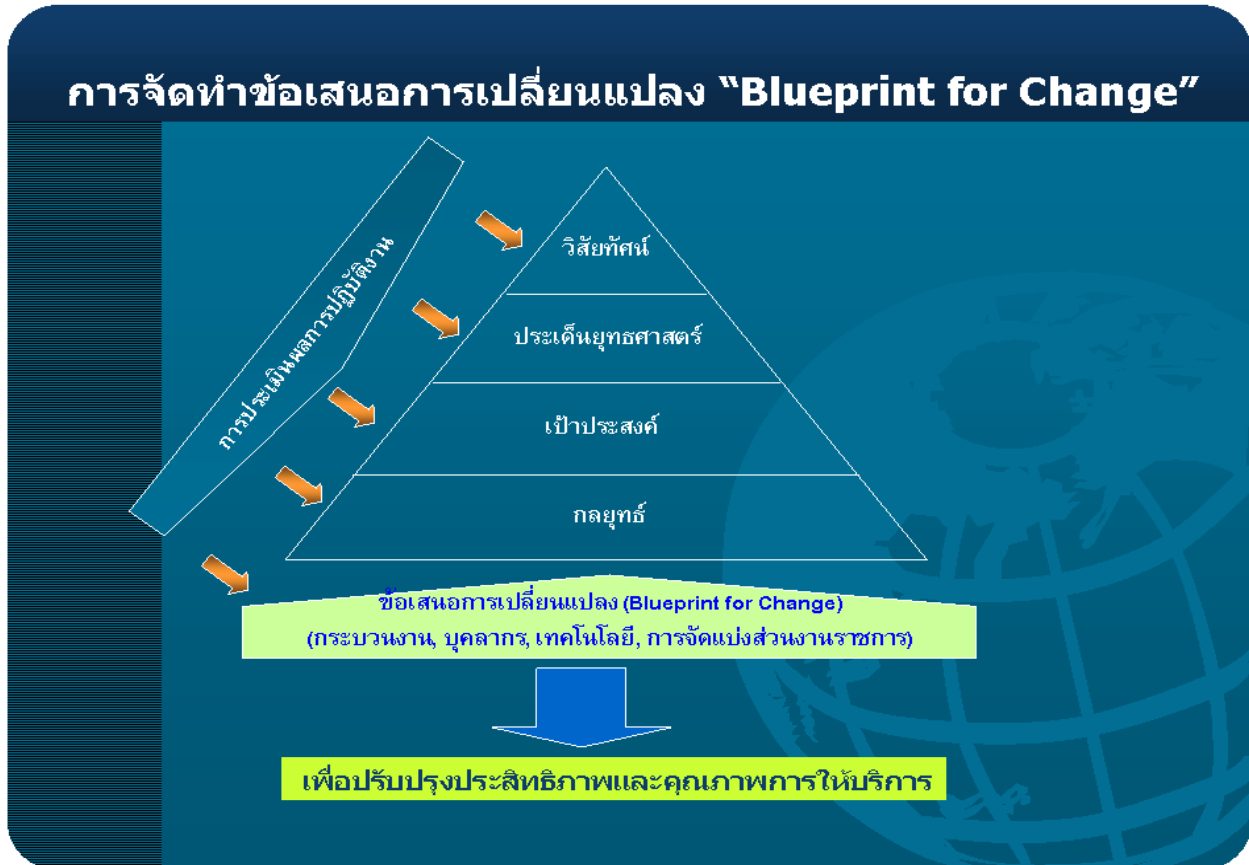 การจัดทำข้อเสนอการเปลี่ยนแปลง “Blueprint for Change”
การประเมินผลการปฏิบัติงาน
วิสัยทัศน์
ประเด็นยุทธศาสตร์
เป้าประสงค์
กลยุทธ์
ข้อเสนอการเปลี่ยนแปลง (Blueprint for Change)
(กระบวนงาน, บุคลากร, เทคโนโลยี, การจัดแบ่งส่วนงานราชการ)
เพื่อปรับปรุงประสิทธิภาพและคุณภาพการให้บริการ